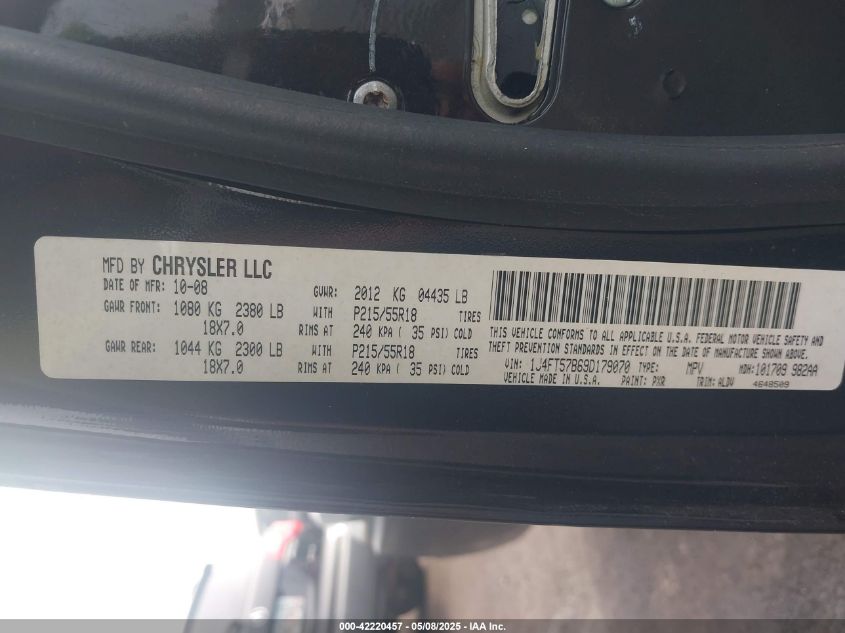 MFD BY CHRYSLER LLC
DATE OF MFR: 10-08
GVWR: 2012 KG 04435 LB
GAWR FRONT: 1080 KG 2380 LB WITH P215/55R18 TIRES
18X7.0 RIMS AT 240 KPA ( 35 PSI) COLD
GAWR REAR: 1044 KG 2300 LB WITH P215/55R18 TIRES
18X7.0 RIMS AT 240 KPA ( 35 PSI) COLD
THIS VEHICLE CONFORMS TO ALL APPLICABLE U.S.A. FEDERAL MOTOR VEHICLE SAFETY AND
THEFT PREVENTION STANDARDS IN EFFECT ON THE DATE OF MANUFACTURE SHOWN ABOVE.
VIN: 1J4FT57B69D179070 TYPE: MPV MDH: 101709 982AA
VEHICLE MADE IN U.S.A. PAINT: PXR TRIM: ALDV 4648509
000-42220457 - 05/08/2025 - IAA Inc.